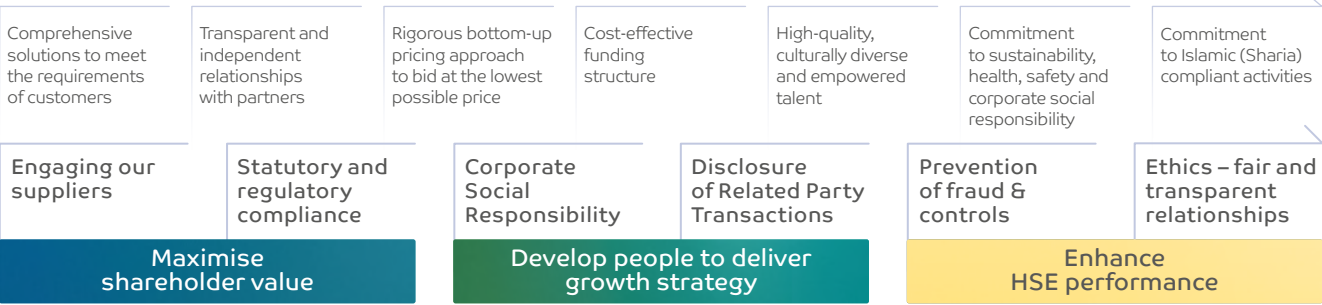 Comprehensive
solutions to meet
the requirements
of customers
Transparent and
independent
relationships
with partners
Rigorous bottom-up
pricing approach
to bid at the lowest
possible price
Cost-effective
funding
structure
High-quality,
culturally diverse
and empowered
talent
Commitment
to sustainability,
health, safety and
corporate social
responsibility
Commitment
to Islamic (Sharia)
compliant activities
Engaging our
suppliers
Statutory and
regulatory
compliance
Corporate
Social
Responsibility
Disclosure
of Related Party
Transactions
Prevention
of fraud &
controls
Ethics – fair and
transparent
relationships
Maximise
shareholder value
Develop people to deliver
growth strategy
Enhance
HSE performance